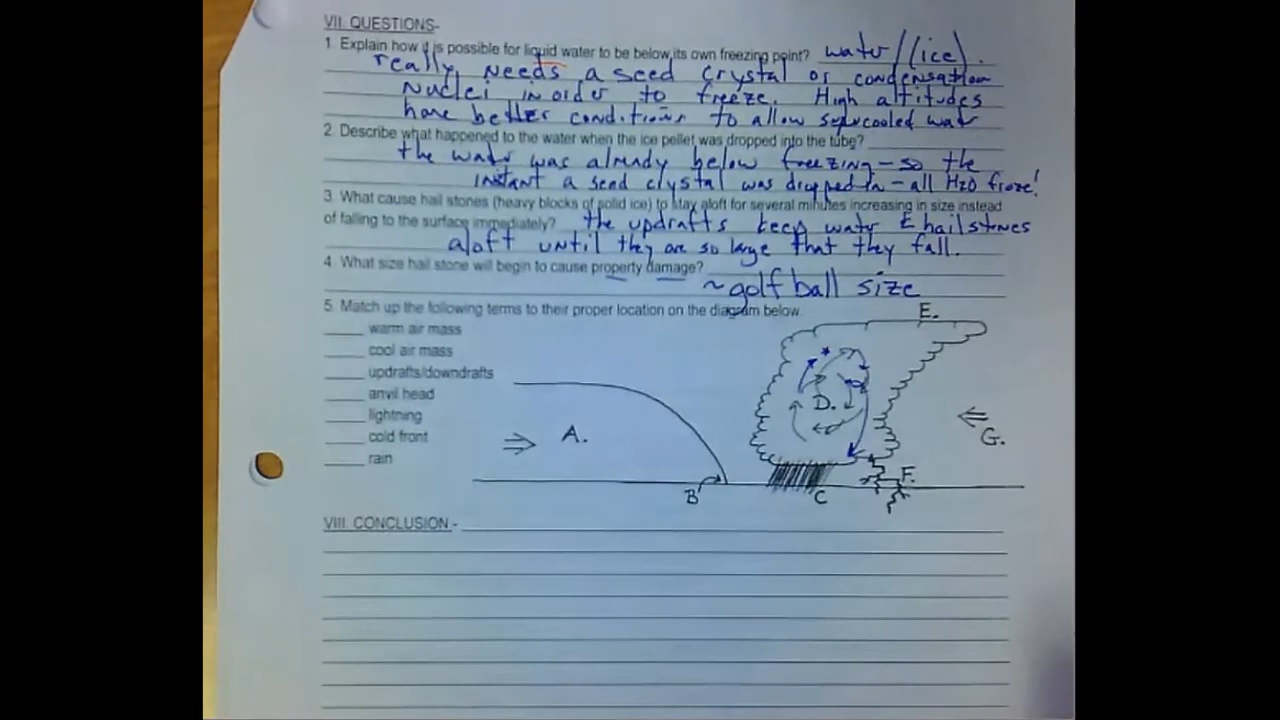 VII. QUESTIONS-
1. Explain how it is possible for liquid water to be below its own freezing point? water/(ice).
really needs a seed crystal or condensation
nuclei in order to freeze. High altitudes
have better conditions to allow supercooled water
2. Describe what happened to the water when the ice pellet was dropped into the tube?
the water was already below freezing - so the
instant a seed crystal was dropped in - all H2O froze!
3. What cause hail stones (heavy blocks of solid ice) to stay aloft for several minutes increasing in size instead
of falling to the surface immediately? the updrafts keep water & hailstones
aloft until they are so large that they fall.
4. What size hail stone will begin to cause property damage?
~golf ball size
5. Match up the following terms to their proper location on the diagram below.
E.
warm air mass
cool air mass
updrafts/downdrafts
anvil head
D.
lightning
cold front
A.
G.
rain
F.
B
C
VIII. CONCLUSION -